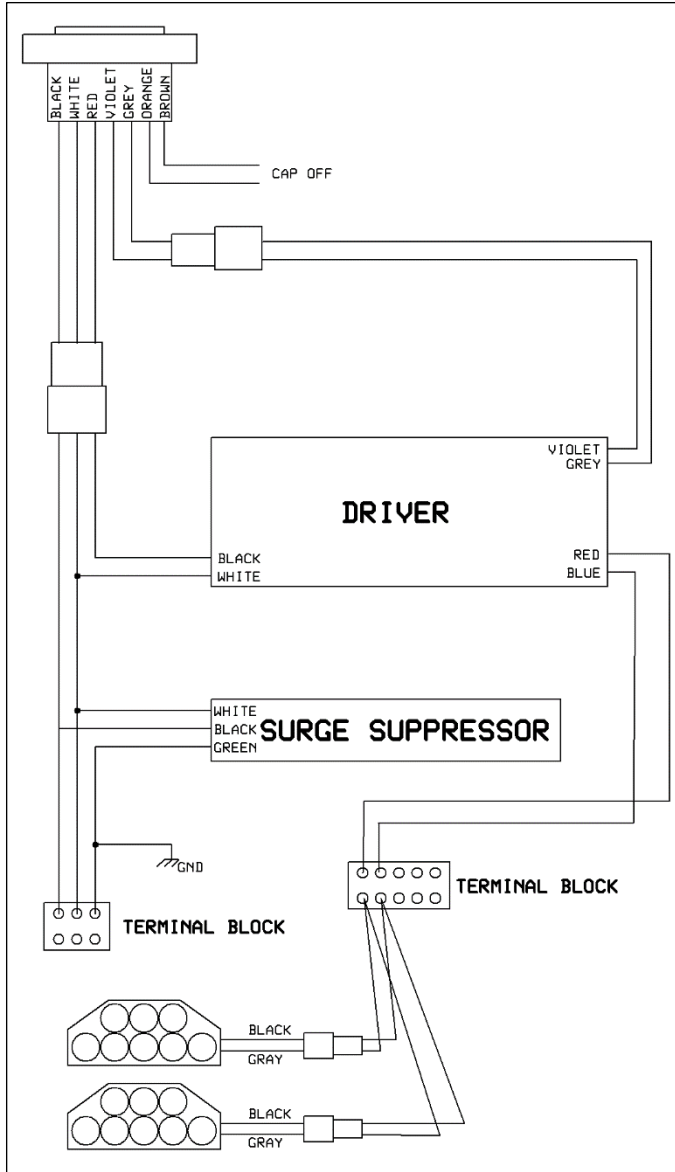 BLACK
WHITE
RED
VIOLET
GREY
ORANGE
BROWN
CAP OFF
VIOLET
GREY
DRIVER
RED
BLUE
BLACK
WHITE
WHITE
BLACK
GREEN
SURGE SUPPRESSOR
GND
TERMINAL BLOCK
TERMINAL BLOCK
BLACK
GRAY
BLACK
GRAY